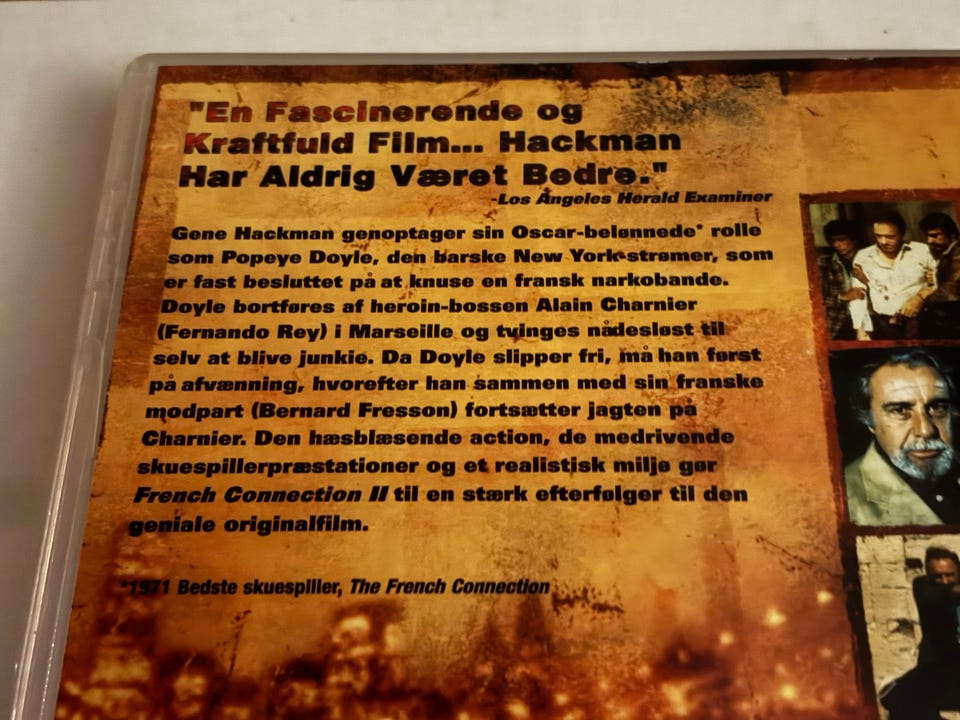 "En Fascinerende og
Kraftfuld Film... Hackman
Har Aldrig Været Bedre."
-Los Angeles Herald Examiner
Gene Hackman genoptager sin Oscar-belønnede* rolle
som Popeye Doyle, den barske New York-strømer, som
er fast besluttet på at knuse en fransk narkobande.
Doyle bortføres af heroin-bossen Alain Charnier
(Fernando Rey) i Marseille og tvinges nådesløst til
selv at blive junkie. Da Doyle slipper fri, må han først
på afvænning, hvorefter han sammen med sin franske
modpart (Bernard Fresson) fortsætter jagten på
Charnier. Den hæsblæsende action, de medrivende
skuespillerpræstationer og et realistisk miljø gør
French Connection II til en stærk efterfølger til den
geniale originalfilm.
*1971 Bedste skuespiller, The French Connection